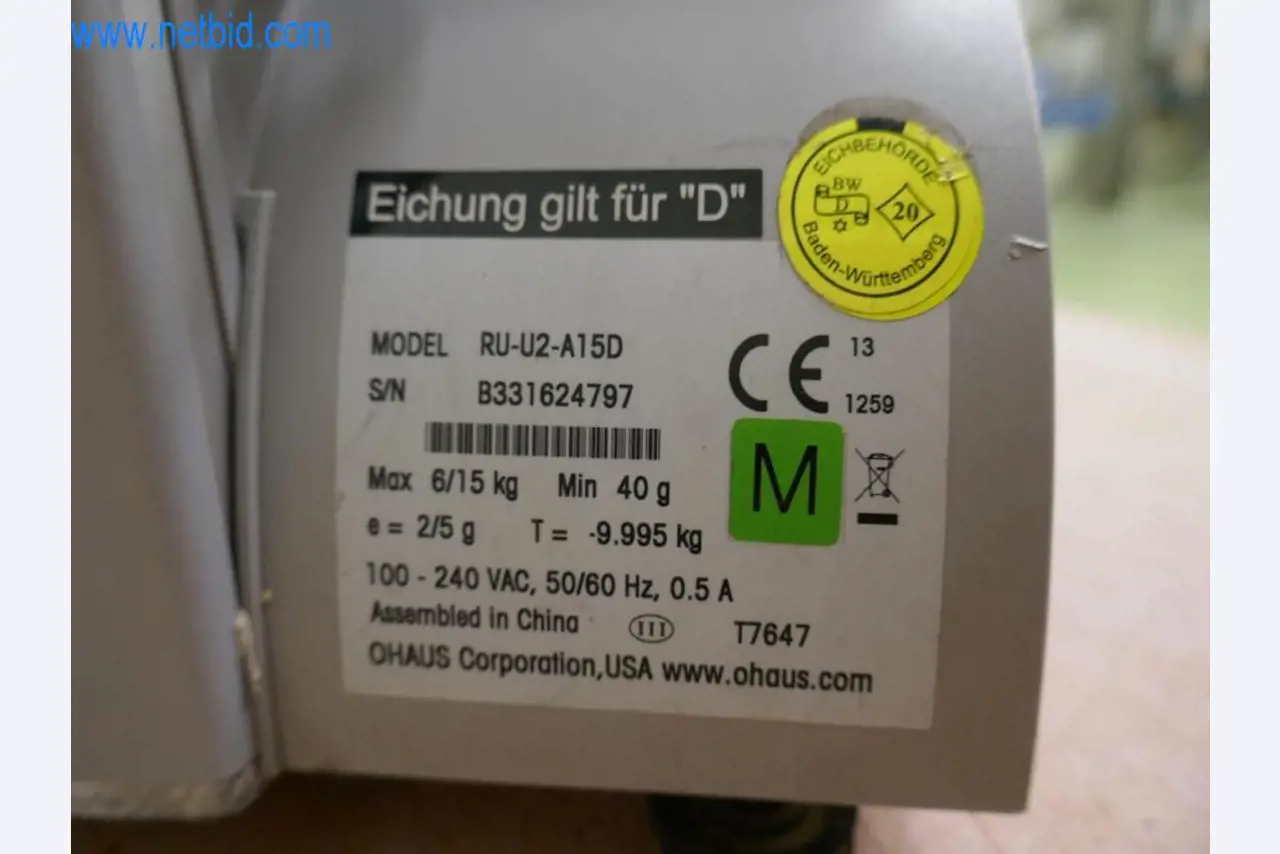 www.netbid.com
Eichung gilt für "D"
EICHBEHÖRDE
BW
D
20
Baden-Württemberg
MODEL RU-U2-A15D
S/N B331624797
CE 13
1259
M
Max 6/15 kg Min 40 g
e = 2/5 g T = -9.995 kg
100 - 240 VAC, 50/60 Hz, 0.5 A
Assembled in China III T7647
OHAUS Corporation,USA www.ohaus.com